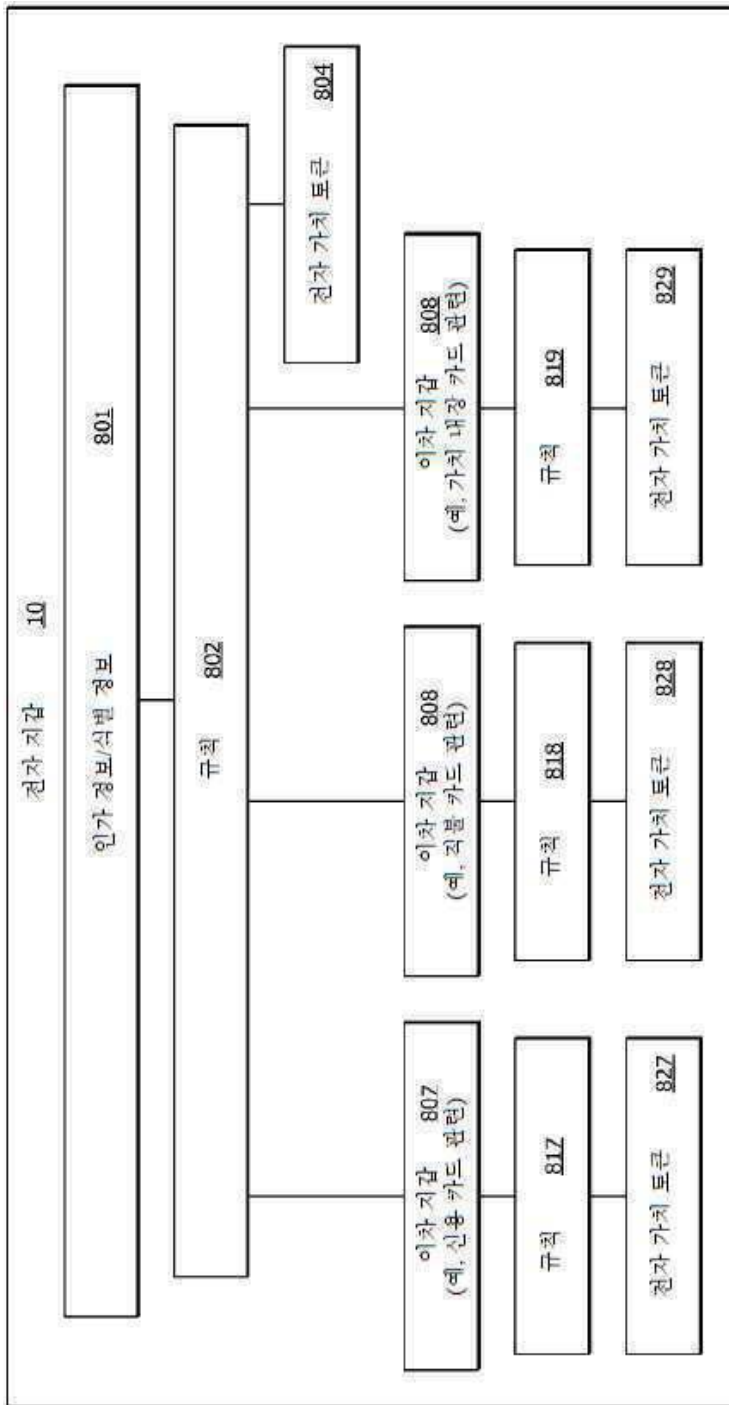 전자 지갑 10
인가 정보/식별 정보 801
규칙 802
전자 가치 토큰 804
이차 지갑 807
(예, 신용 카드 관련)
규칙 817
전자 가치 토큰 827
이차 지갑 808
(예, 직불 카드 관련)
규칙 818
전자 가치 토큰 828
이차 지갑 808
(예, 가치 내장 카드 관련)
규칙 819
전자 가치 토큰 829